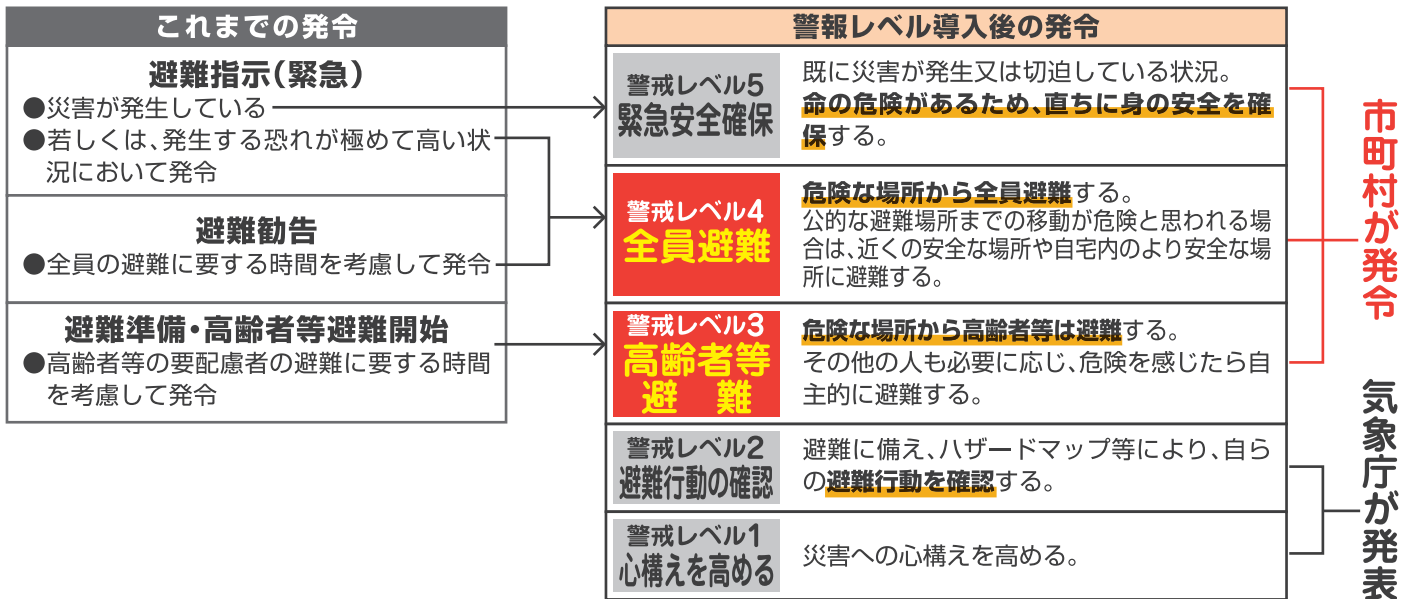 これまでの発令
避難指示(緊急)
●災害が発生している
●若しくは、発生する恐れが極めて高い状
況において発令
避難勧告
●全員の避難に要する時間を考慮して発令
避難準備・高齢者等避難開始
●高齢者等の要配慮者の避難に要する時間
を考慮して発令
警報レベル導入後の発令
警戒レベル5
緊急安全確保
既に災害が発生又は切迫している状況。
命の危険があるため、直ちに身の安全を確
保する。
警戒レベル4
全員避難
危険な場所から全員避難する。
公的な避難場所までの移動が危険と思われる場
合は、近くの安全な場所や自宅内のより安全な場
所に避難する。
警戒レベル3
高齢者等
避 難
危険な場所から高齢者等は避難する。
その他の人も必要に応じ、危険を感じたら自
主的に避難する。
警戒レベル2
避難行動の確認
避難に備え、ハザードマップ等により、自ら
の避難行動を確認する。
警戒レベル1
心構えを高める
災害への心構えを高める。
市町村が発令
気象庁が発表